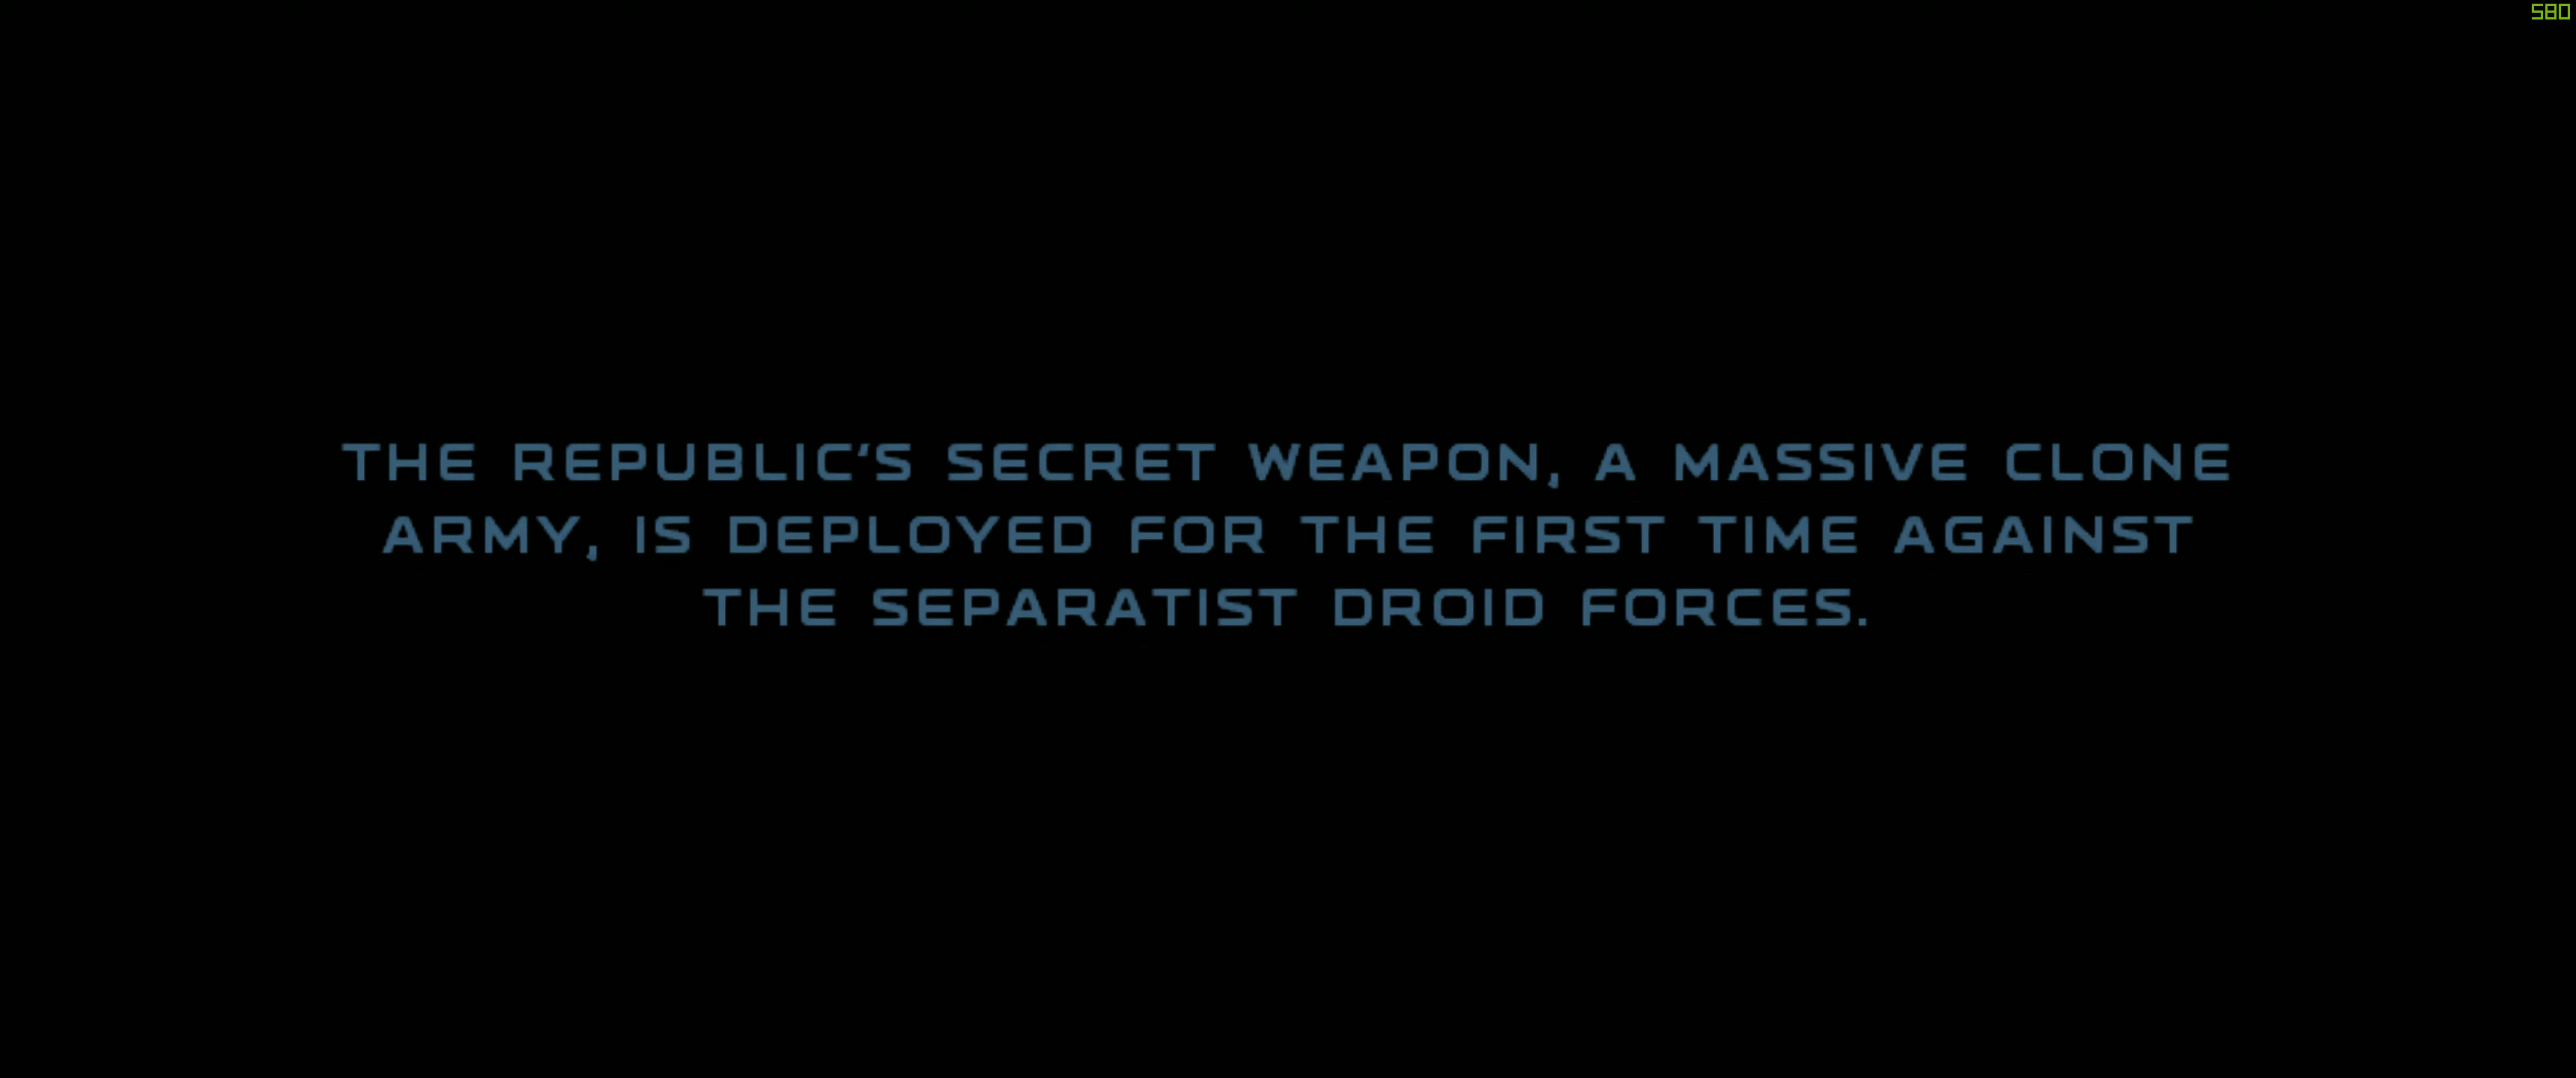 580
THE REPUBLIC'S SECRET WEAPON, A MASSIVE CLONE
ARMY, IS DEPLOYED FOR THE FIRST TIME AGAINST
THE SEPARATIST DROID FORCES.